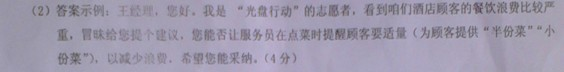 (2) 答案示例：王经理，您好。我是“光盘行动”的志愿者，看到咱们酒店顾客的餐饮浪费比较严
重，冒昧给您提个建议，您能否让服务员在点菜时提醒顾客要适量（为顾客提供“半份菜”“小
份菜”），以减少浪费。希望您能采纳。(4 分)